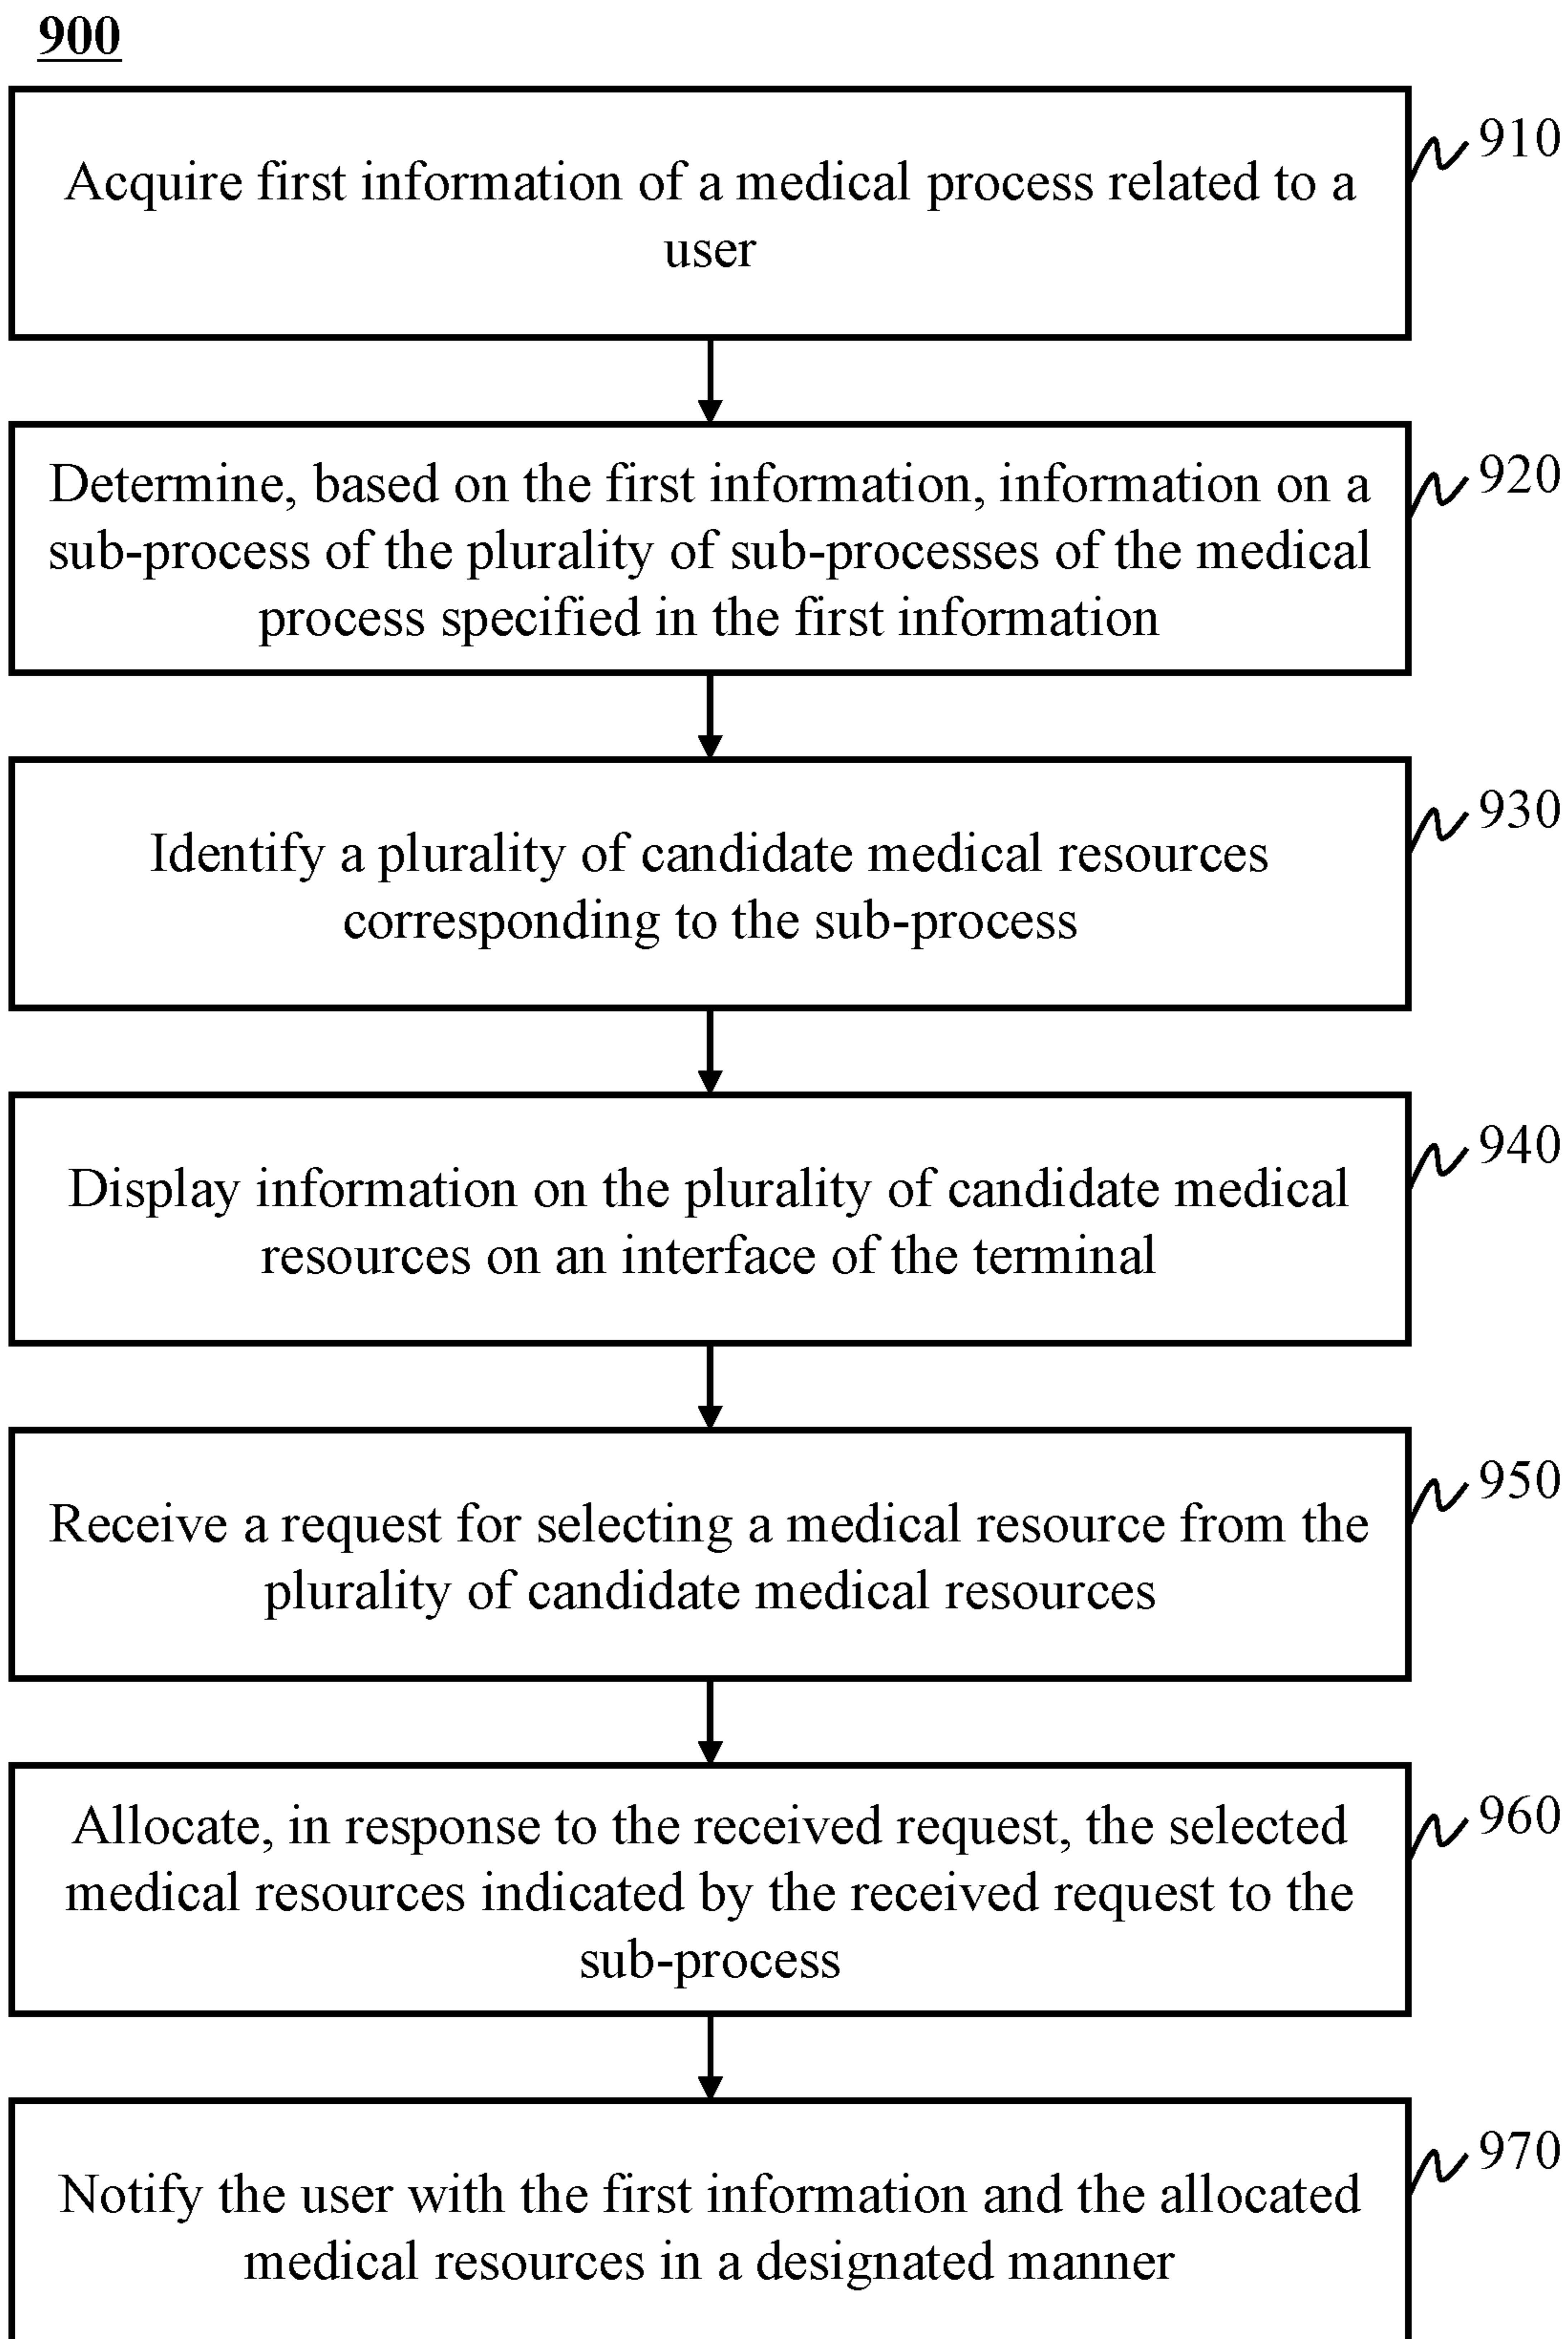 900
910
Acquire first information of a medical process related to a
user
920
Determine, based on the first information, information on a
sub-process of the plurality of sub-processes of the medical
process specified in the first information
930
Identify a plurality of candidate medical resources
corresponding to the sub-process
940
Display information on the plurality of candidate medical
resources on an interface of the terminal
950
Receive a request for selecting a medical resource from the
plurality of candidate medical resources
960
Allocate, in response to the received request, the selected
medical resources indicated by the received request to the
sub-process
970
Notify the user with the first information and the allocated
medical resources in a designated manner